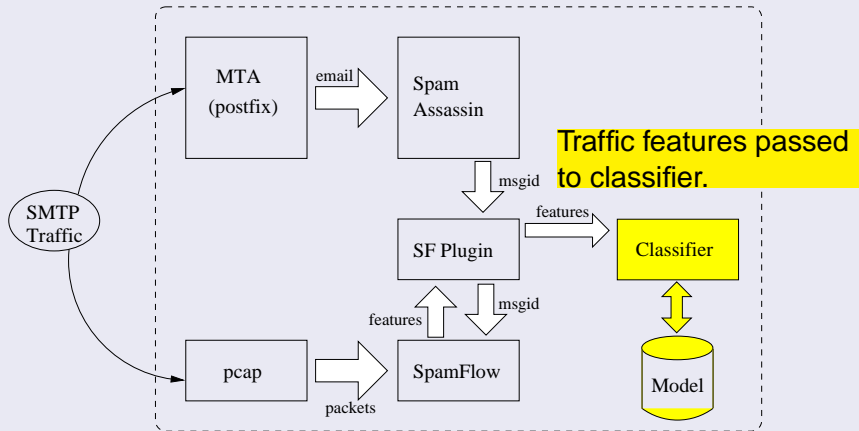 MTA
(postfix)
email
Spam
Assassin
Traffic features passed
to classifier.
msgid
SMTP
Traffic
features
SF Plugin
Classifier
features
msgid
pcap
packets
SpamFlow
Model